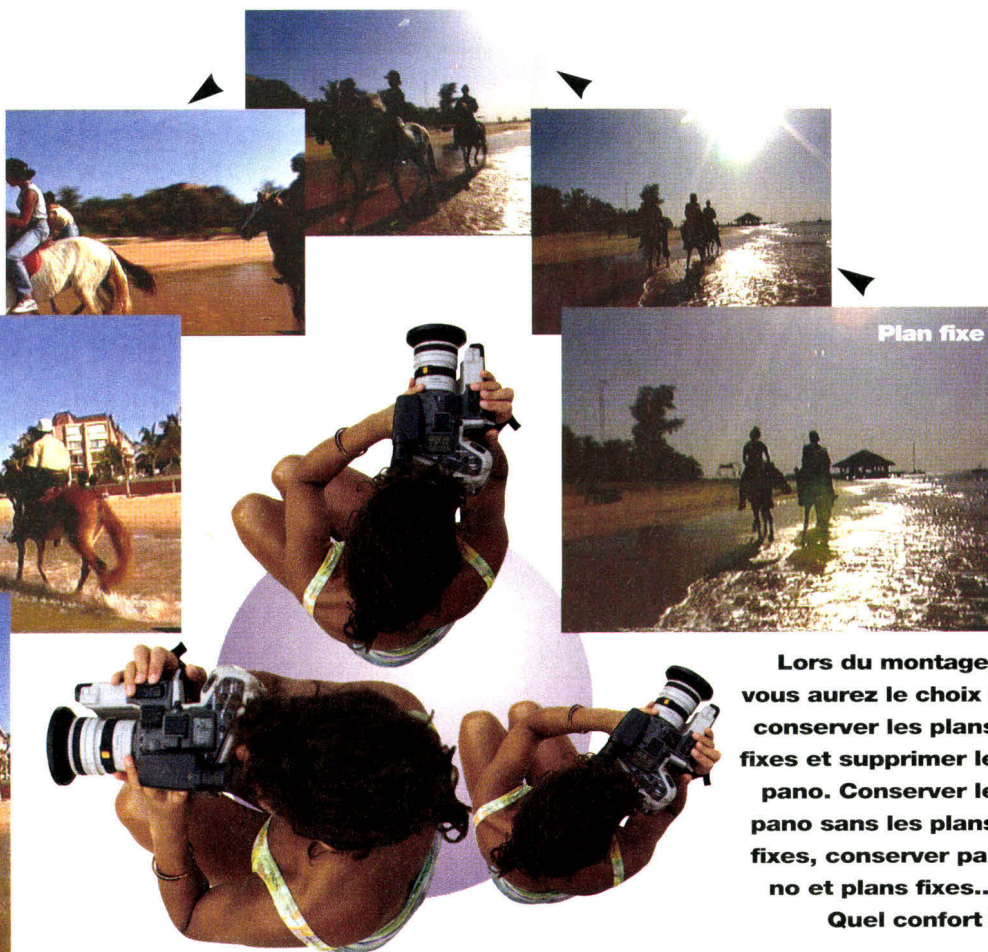 Plan fixe
Lors du montage
vous aurez le choix
conserver les plans
fixes et supprimer le
pano. Conserver le
pano sans les plans
fixes, conserver pa
no et plans fixes..
Quel confort